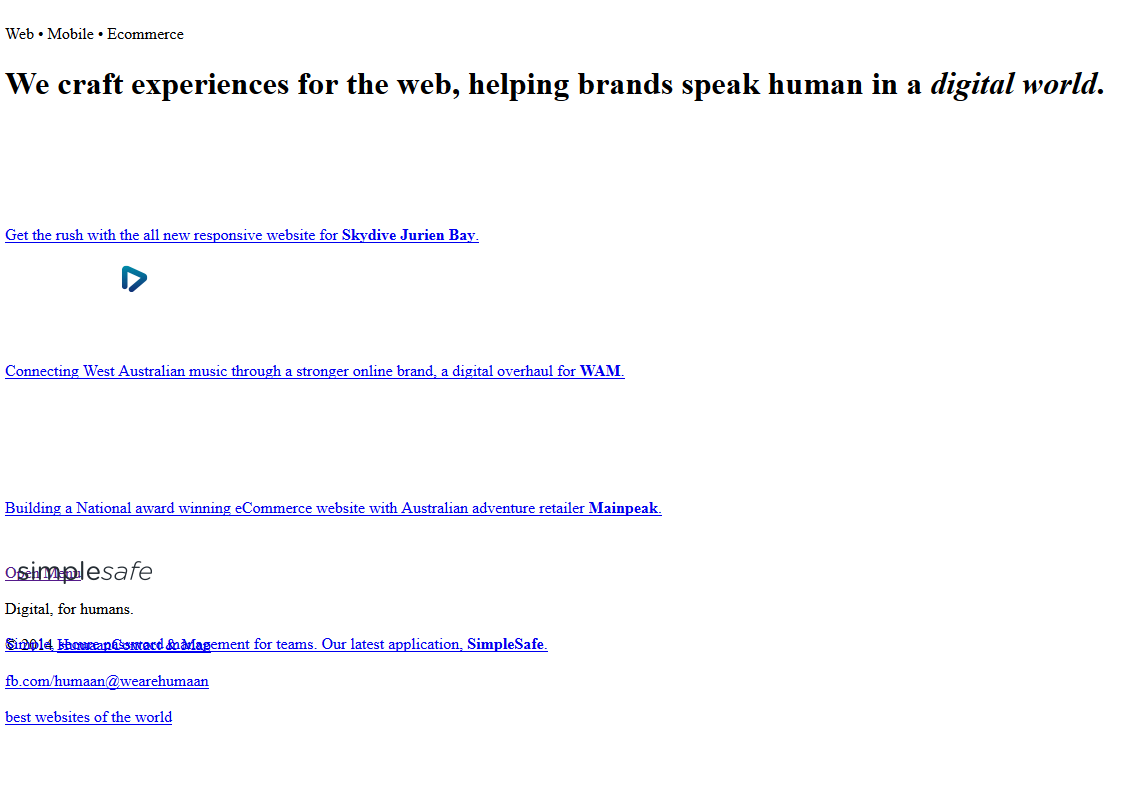 Web • Mobile • Ecommerce
We craft experiences for the web, helping brands speak human in a digital world.
Get the rush with the all new responsive website for Skydive Jurien Bay.
Connecting West Australian music through a stronger online brand, a digital overhaul for WAM.
Building a National award winning eCommerce website with Australian adventure retailer Mainpeak.
Open Menu
simplesafe
Digital, for humans.
Simple, secure password management for teams. Our latest application, SimpleSafe.
© 2014 Humaan Contact & Map
fb.com/humaan@wearehumaan
best websites of the world